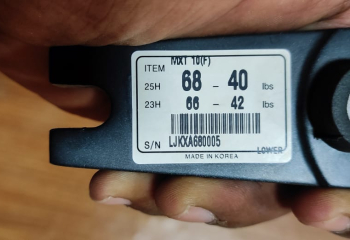 ITEM MXT 10(F)
25H 68 - 40 lbs
23H 66 - 42 lbs
S/N LJKXA680005
LOWER
MADE IN KOREA